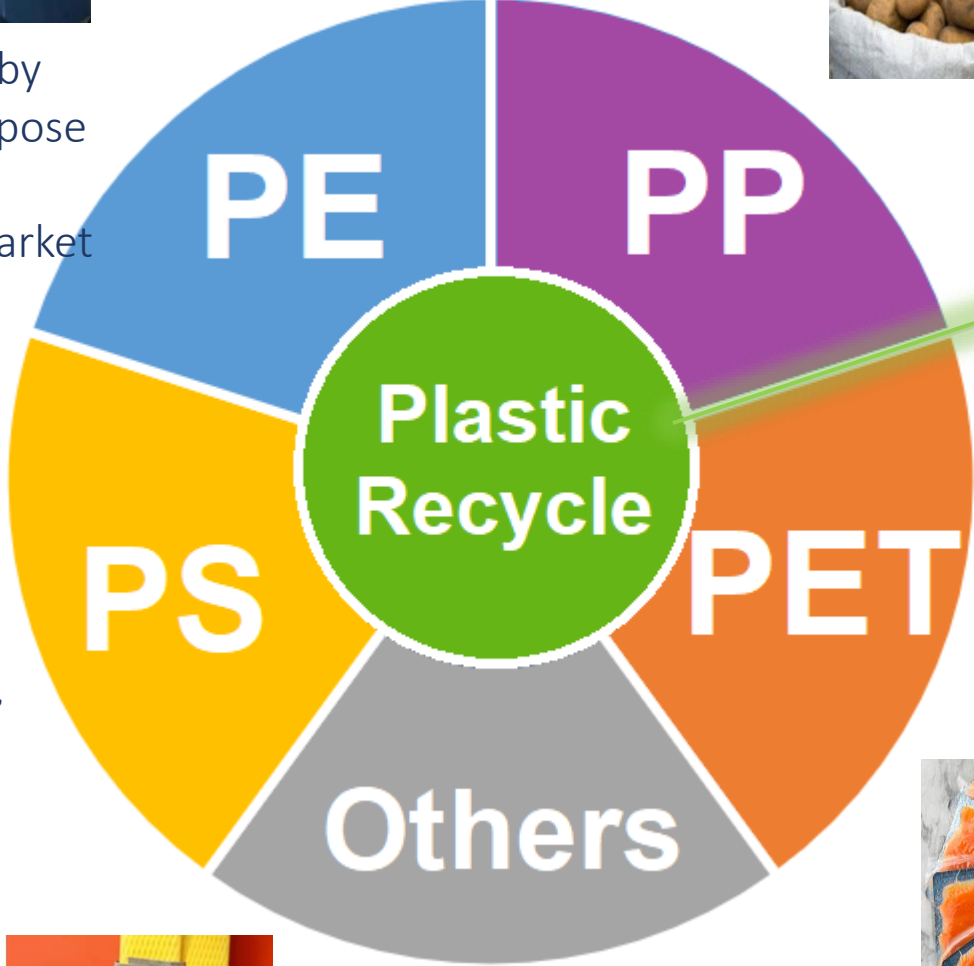 by
pose
PE
PP
arket
Plastic
Recycle
PS
PET
,
Others